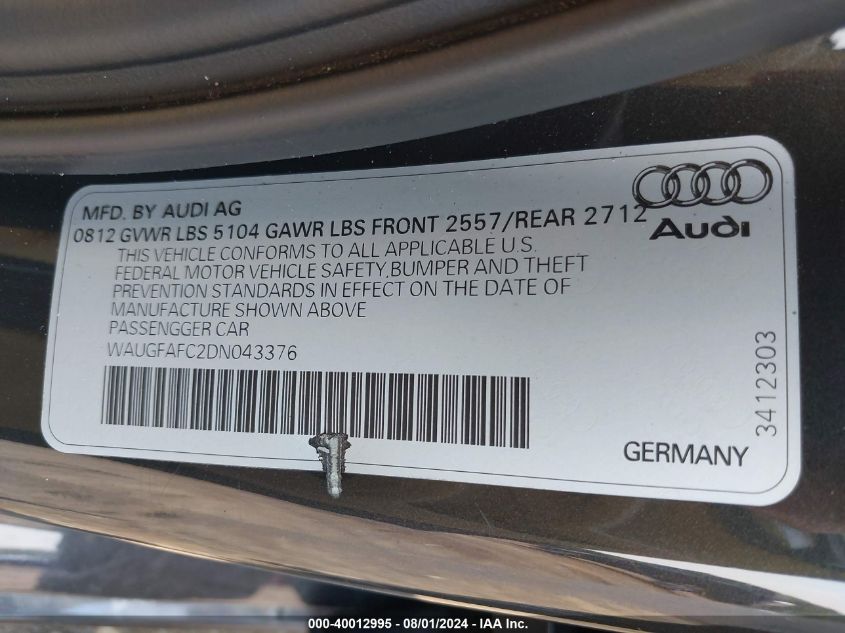 MFD. BY AUDI AG
0812 GVWR LBS 5104 GAWR LBS FRONT 2557/REAR 2712
THIS VEHICLE CONFORMS TO ALL APPLICABLE U.S.
FEDERAL MOTOR VEHICLE SAFETY,BUMPER AND THEFT
PREVENTION STANDARDS IN EFFECT ON THE DATE OF
MANUFACTURE SHOWN ABOVE
PASSENGGER CAR
WAUGFAFC2DN043376
Audi
3412303
GERMANY
000-40012995 - 08/01/2024 - IAA Inc.